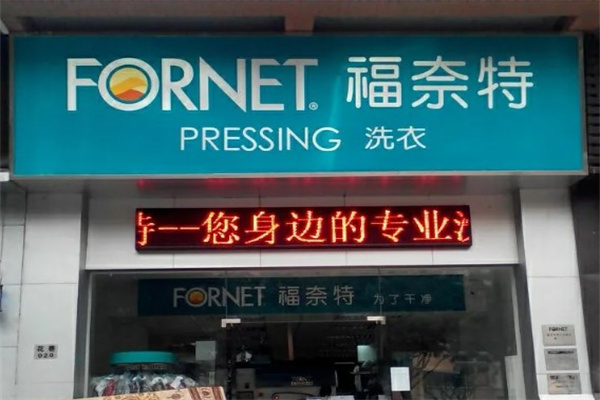 FORNET® 福奈特
PRESSING 洗衣
特--您身边的专业洗
FORNET 福奈特 为了干净
FORNET